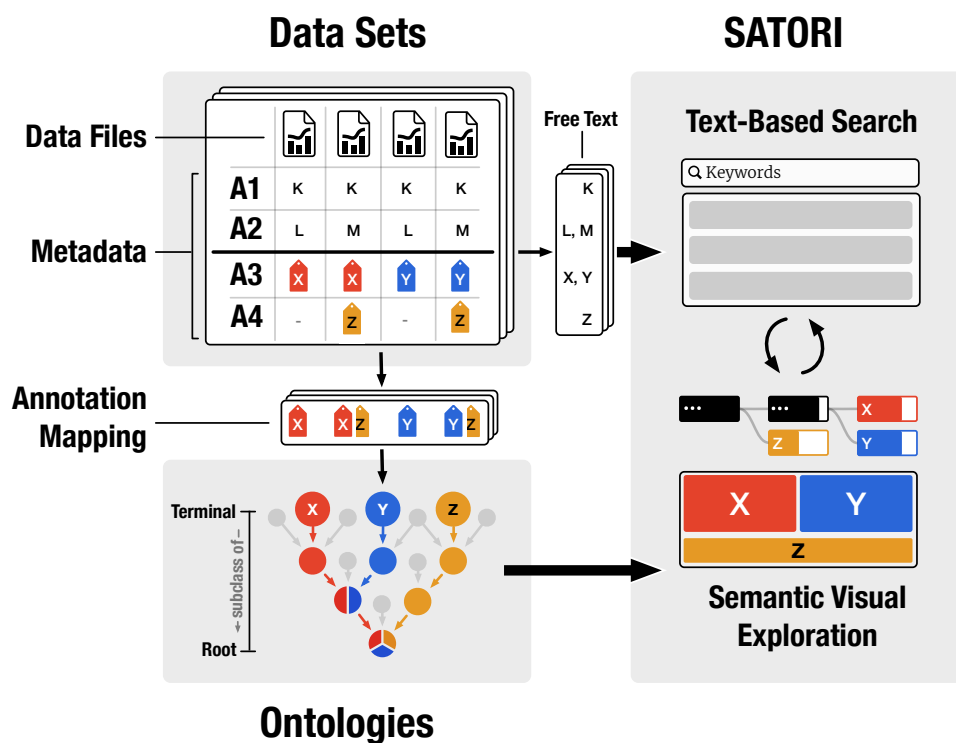 Data Sets
SATORI
Data Files
Free Text
Text-Based Search
Keywords
A1 K K K K
K
A2 L M L M
L, M
Metadata
A3 X X Y Y
X, Y
A4 - Z - Z
Z
Annotation
Mapping
X X Z Y Y Z
... ... X
Z Y
Terminal
X Y Z
subclass of
Root
X Y
Z
Semantic Visual
Exploration
Ontologies